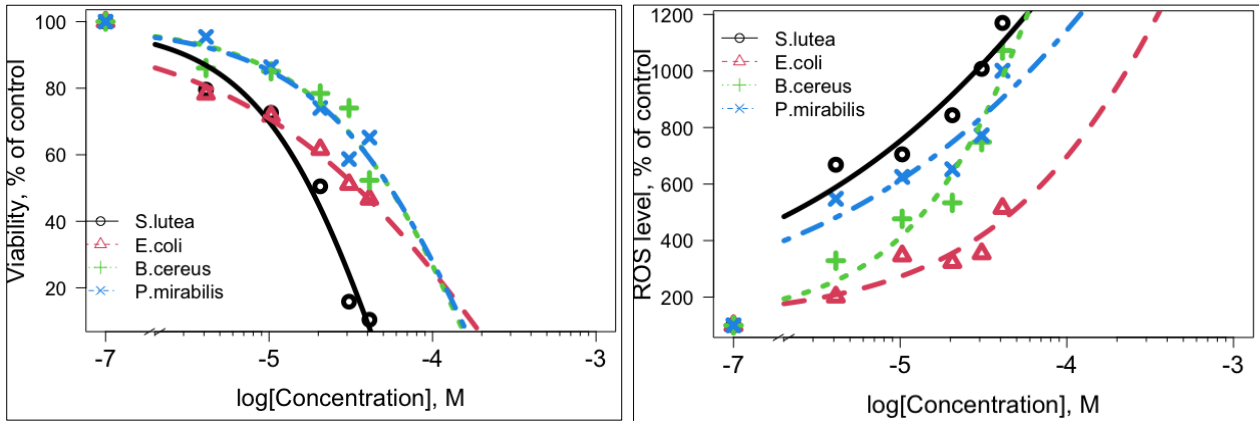 Viability, % of control
100
80
60
40
20
S.lutea
E.coli
B.cereus
P.mirabilis
-7
-5
-4
-3
log[Concentration], M
ROS level, % of control
1200
1000
800
600
400
200
S.lutea
E.coli
B.cereus
P.mirabilis
-7
-5
-4
-3
log[Concentration], M